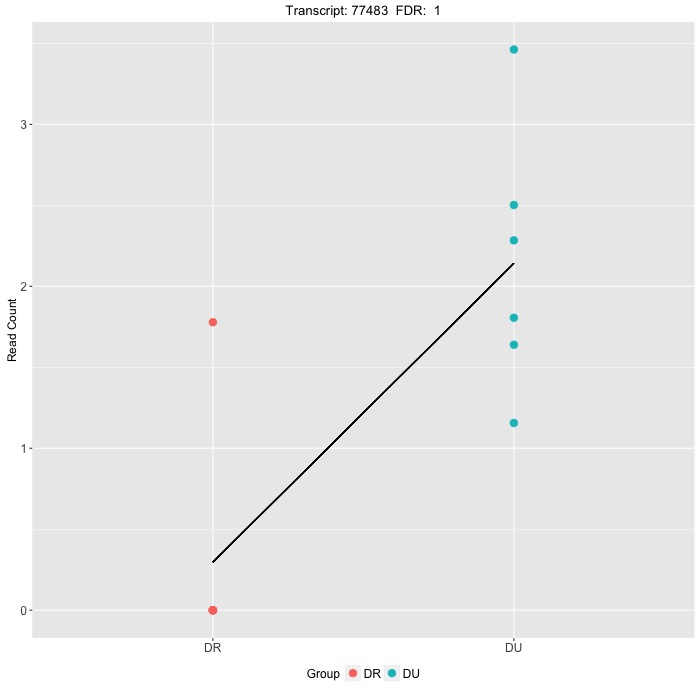 Transcript: 77483  FDR:  1
Read Count
3
2
1
0
DR DU
Group DR DU